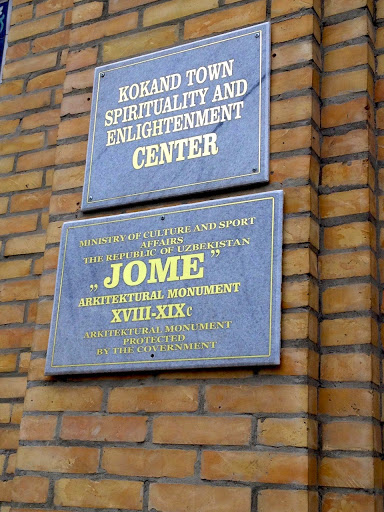 KOKAND TOWN
SPIRITUALITY AND
ENLIGHTENMENT
CENTER
MINISTRY OF CULTURE AND SPORT
AFFAIRS
THE REPUBLIC OF UZBEKISTAN
„JOME”
ARKITEKTURAL MONUMENT
XVIII-XIXc
ARKITEKTURAL MONUMENT
PROTECTED
BY THE GOVERNMENT